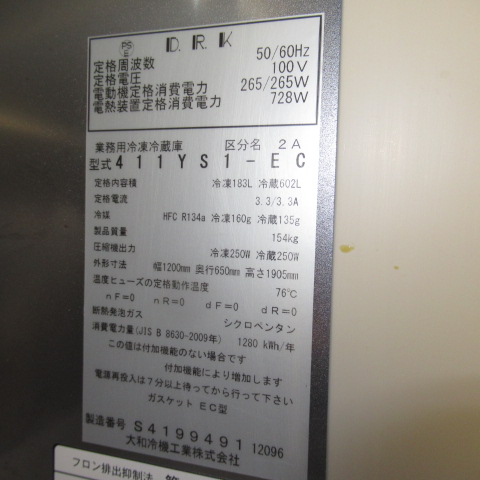 PS E D.R.K
定格周波数 50/60Hz
定格電圧 100V
電動機定格消費電力 265/265W
電熱装置定格消費電力 728W
業務用冷凍冷蔵庫 区分名 2A
型式 411YS1-EC
定格内容積 冷凍183L 冷蔵602L
定格電流 3.3/3.3A
冷媒 HFC R134a 冷凍160g 冷蔵135g
製品質量 154kg
圧縮機出力 冷凍250W 冷蔵250W
外形寸法 幅1200mm 奥行650mm 高さ1905mm
温度ヒューズの定格動作温度 76℃
nF=0 nR=0 dF=0 dR=0
断熱発泡ガス シクロペンタン
消費電力量(JIS B 8630-2009年) 1280 kWh/年
この値は付加機能のない場合です
付加機能により増加します
電源再投入は7分以上待ってから行って下さい
ガスケット EC型
製造番号 S4199491 12096
大和冷機工業株式会社
フロン排出抑制法